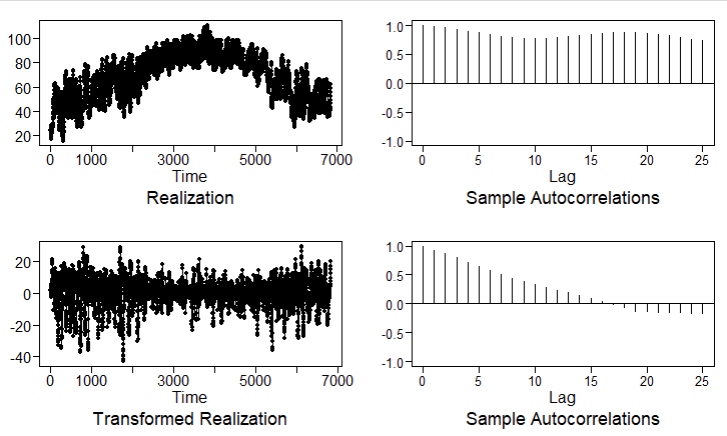 100
80
60
40
20
0 1000 3000 5000 7000
Time
Realization
1.0
0.5
0.0
-0.5
-1.0
0 5 10 15 20 25
Lag
Sample Autocorrelations
20
0
-20
-40
0 1000 3000 5000 7000
Time
Transformed Realization
1.0
0.5
0.0
-0.5
-1.0
0 5 10 15 20 25
Lag
Sample Autocorrelations